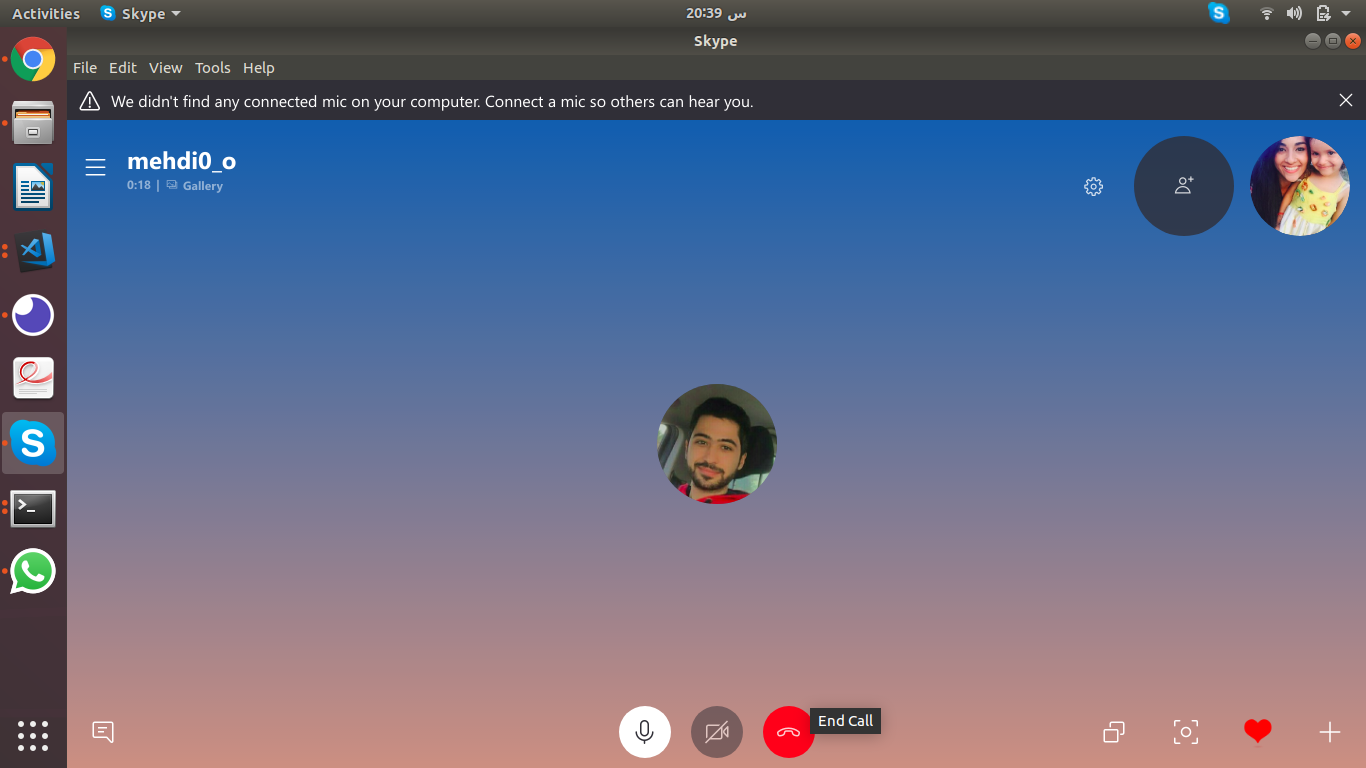 Activities
Skype
20:39 س
Skype
File Edit View Tools Help
We didn't find any connected mic on your computer. Connect a mic so others can hear you.
mehdi0_o
0:18 | Gallery
End Call